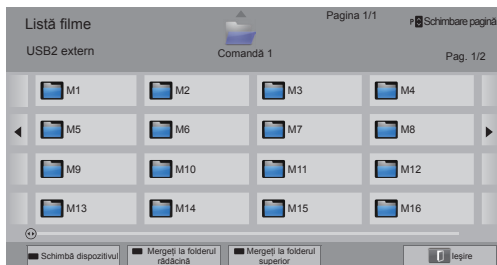 Listă filme
Pagina 1/1
P Schimbare pagină
USB2 extern
Comandă 1
Pag. 1/2
M1
M2
M3
M4
M5
M6
M7
M8
M9
M10
M11
M12
M13
M14
M15
M16
Schimbă dispozitivul
Mergeți la folderul
rădăcină
Mergeți la folderul
superior
Ieşire